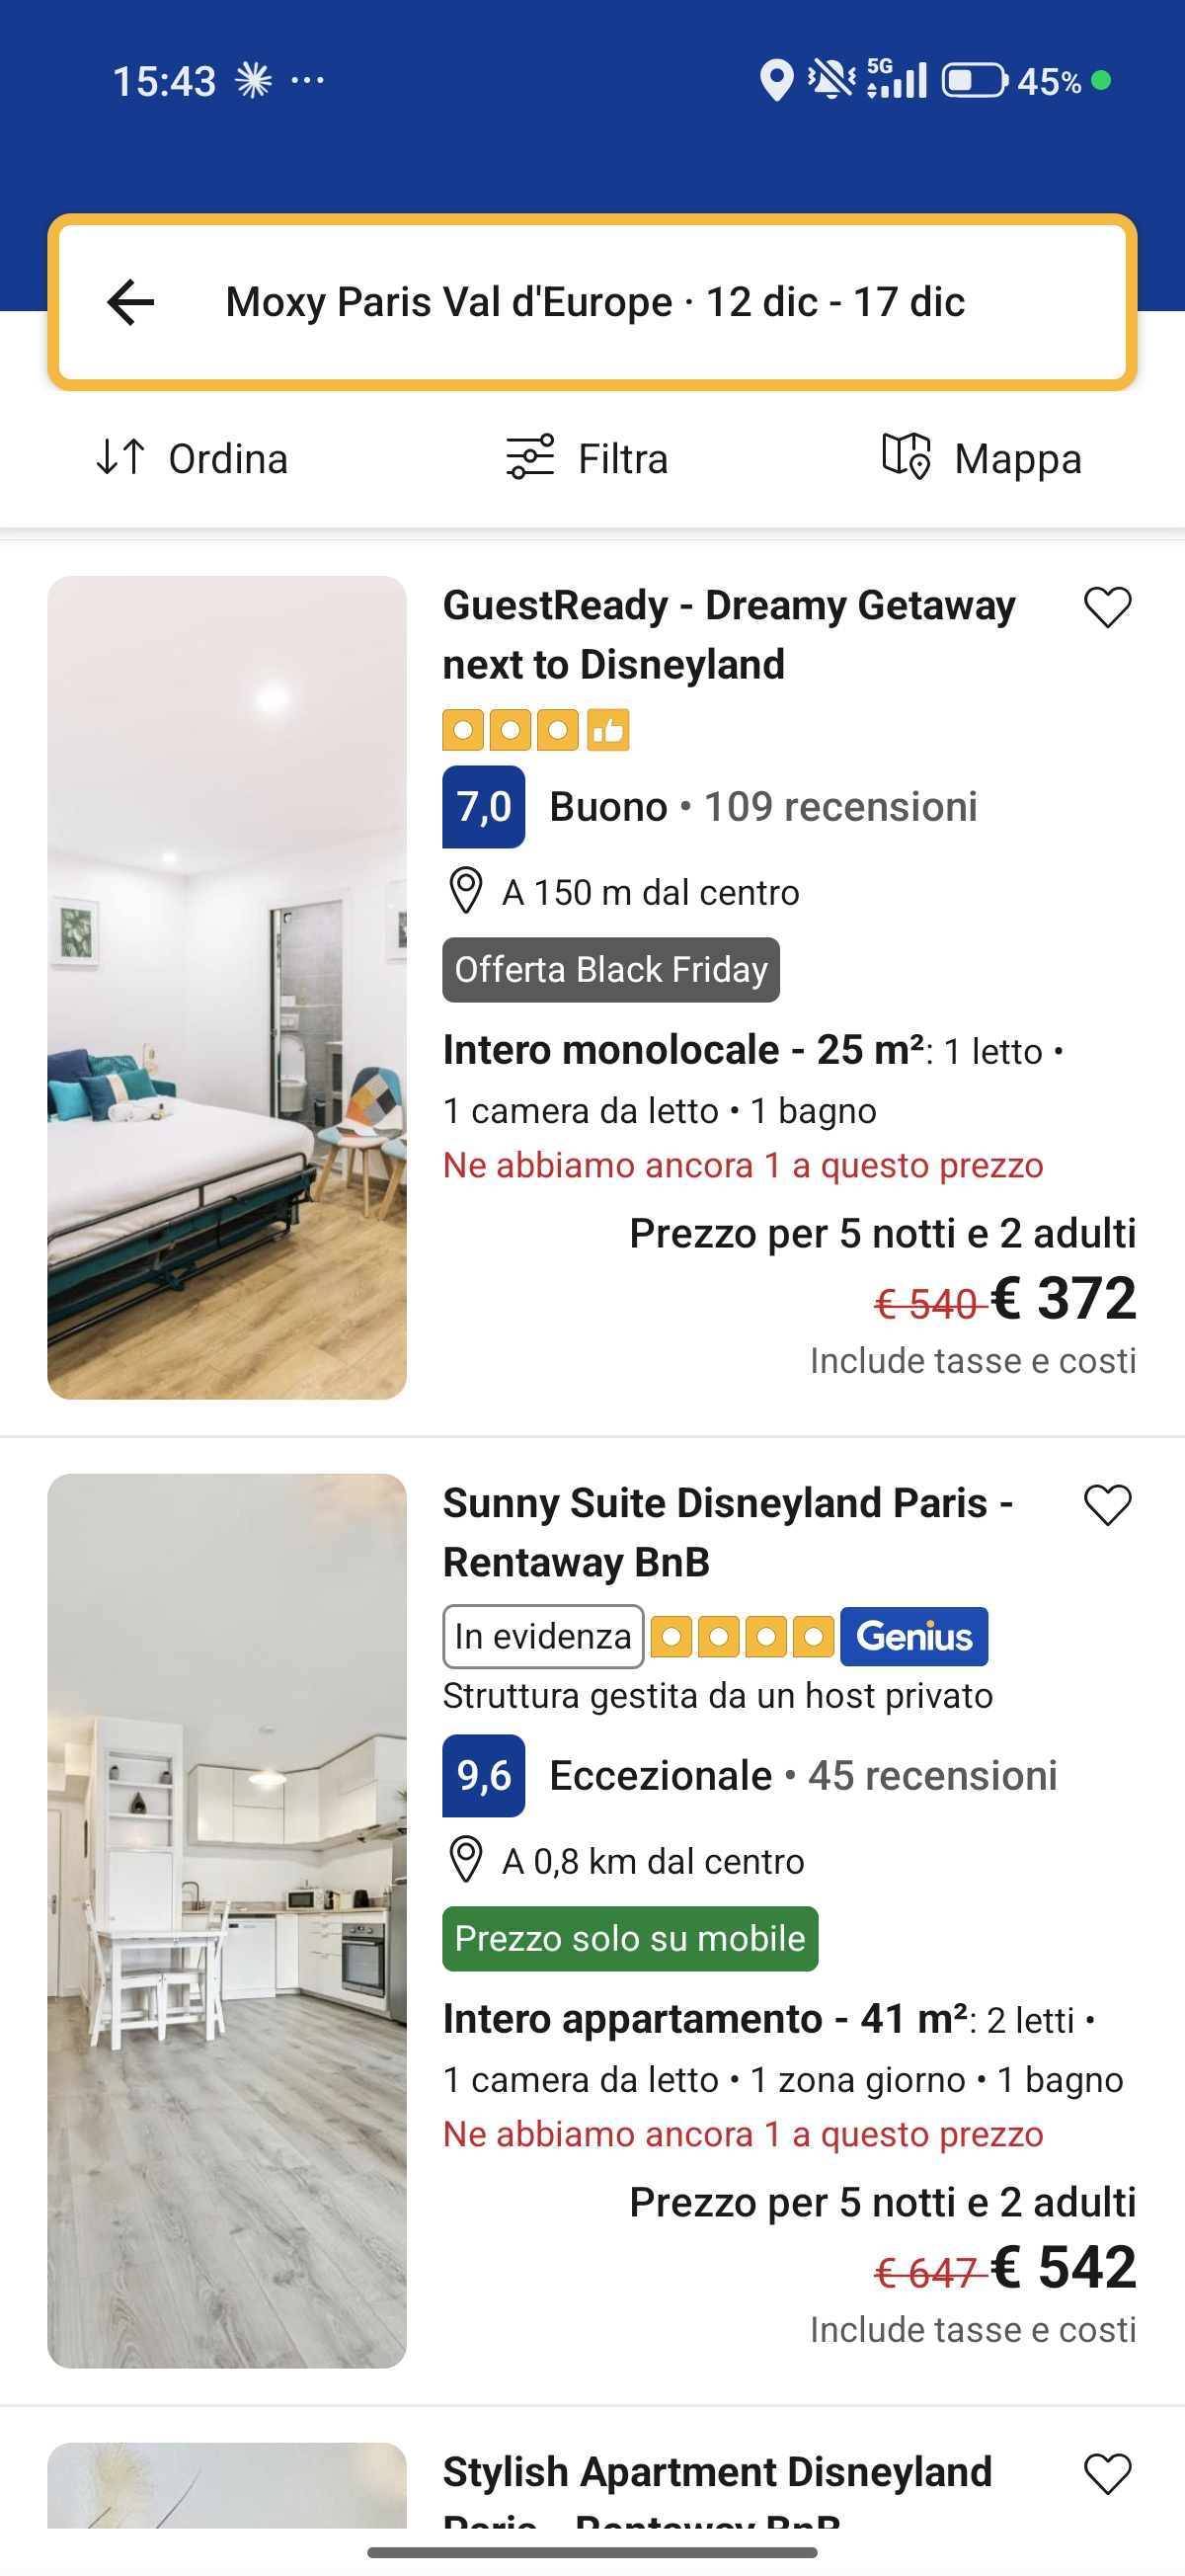 15:43
5G
45%
Moxy Paris Val d'Europe · 12 dic - 17 dic
Ordina
Filtra
Mappa
GuestReady - Dreamy Getaway
next to Disneyland
7,0 Buono • 109 recensioni
A 150 m dal centro
Offerta Black Friday
Intero monolocale - 25 m²: 1 letto •
1 camera da letto • 1 bagno
Ne abbiamo ancora 1 a questo prezzo
Prezzo per 5 notti e 2 adulti
€ 540 € 372
Include tasse e costi
Sunny Suite Disneyland Paris -
Rentaway BnB
In evidenza Genius
Struttura gestita da un host privato
9,6 Eccezionale • 45 recensioni
A 0,8 km dal centro
Prezzo solo su mobile
Intero appartamento - 41 m²: 2 letti •
1 camera da letto • 1 zona giorno • 1 bagno
Ne abbiamo ancora 1 a questo prezzo
Prezzo per 5 notti e 2 adulti
€ 647 € 542
Include tasse e costi
Stylish Apartment Disneyland
Paris - Rentaway BnB